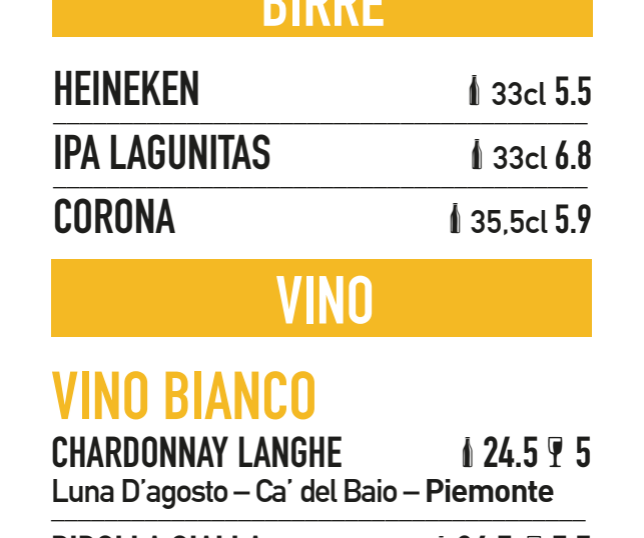 BIRRE
HEINEKEN 33cl 5.5
IPA LAGUNITAS 33cl 6.8
CORONA 35,5cl 5.9
VINO
VINO BIANCO
CHARDONNAY LANGHE 24.5 5
Luna D’agosto – Ca’ del Baio – Piemonte